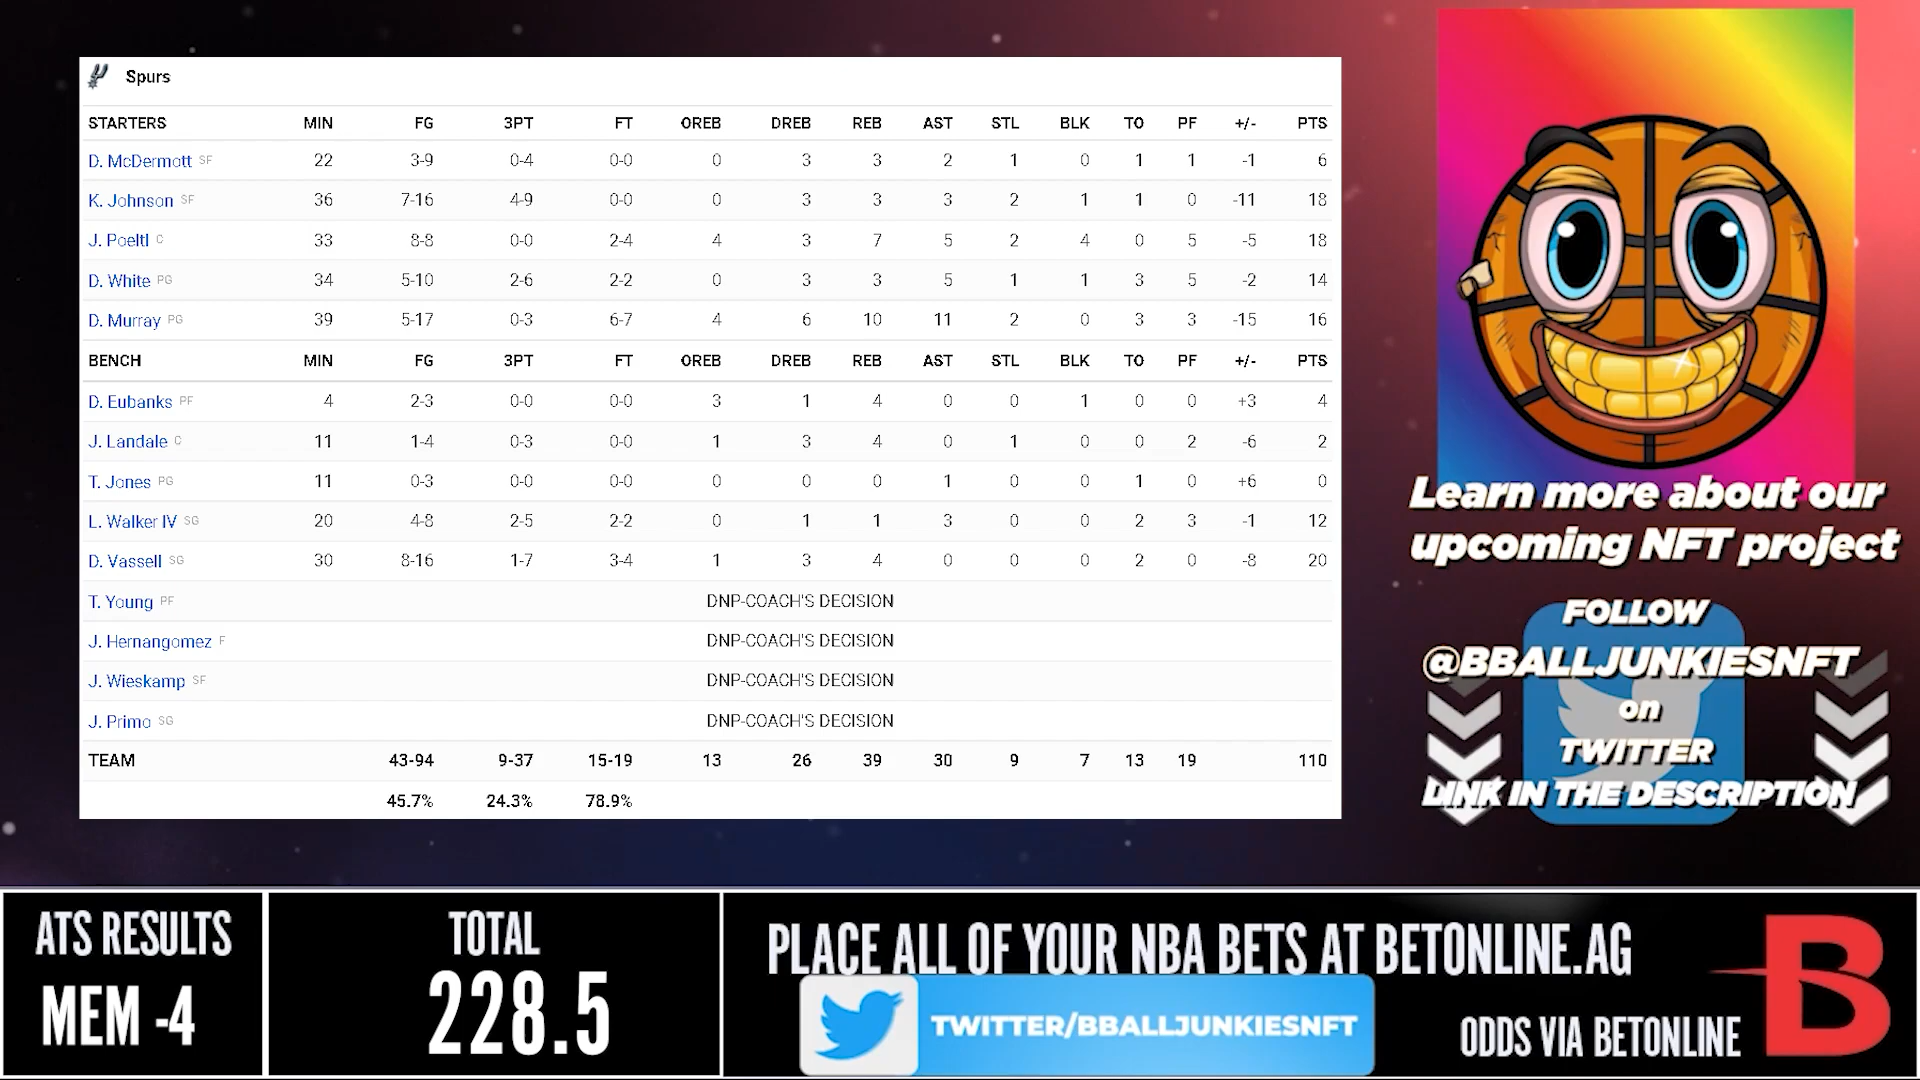 Spurs
STARTERS MIN FG 3PT FT OREB DREB REB AST STL BLK TO PF +/- PTS
D. McDermott SF 22 3-9 0-4 0-0 0 3 3 2 1 0 1 1 -1 6
K. Johnson SF 36 7-16 4-9 0-0 0 3 3 3 2 1 1 0 -11 18
J. Poeltl C 33 8-8 0-0 2-4 4 3 7 5 2 4 0 5 -5 18
D. White PG 34 5-10 2-6 2-2 0 3 3 5 1 1 3 5 -2 14
D. Murray PG 39 5-17 0-3 6-7 4 6 10 11 2 0 3 3 -15 16
BENCH MIN FG 3PT FT OREB DREB REB AST STL BLK TO PF +/- PTS
D. Eubanks PF 4 2-3 0-0 0-0 3 1 4 0 0 1 0 0 +3 4
J. Landale C 11 1-4 0-3 0-0 1 3 4 0 1 0 0 2 -6 2
T. Jones PG 11 0-3 0-0 0-0 0 0 0 1 0 0 1 0 +6 0
L. Walker IV SG 20 4-8 2-5 2-2 0 1 1 3 0 0 2 3 -1 12
D. Vassell SG 30 8-16 1-7 3-4 1 3 4 0 0 0 2 0 -8 20
T. Young PF DNP-COACH'S DECISION
J. Hernangomez F DNP-COACH'S DECISION
J. Wieskamp SF DNP-COACH'S DECISION
J. Primo SG DNP-COACH'S DECISION
TEAM 43-94 9-37 15-19 13 26 39 30 9 7 13 19 110
45.7% 24.3% 78.9%
Learn more about our
upcoming NFT project
FOLLOW
@BBALLJUNKIESNFT
on
TWITTER
LINK IN THE DESCRIPTION
ATS RESULTS
MEM -4
TOTAL
228.5
PLACE ALL OF YOUR NBA BETS AT BETONLINE.AG
TWITTER/BBALLJUNKIESNFT
ODDS VIA BETONLINE
B